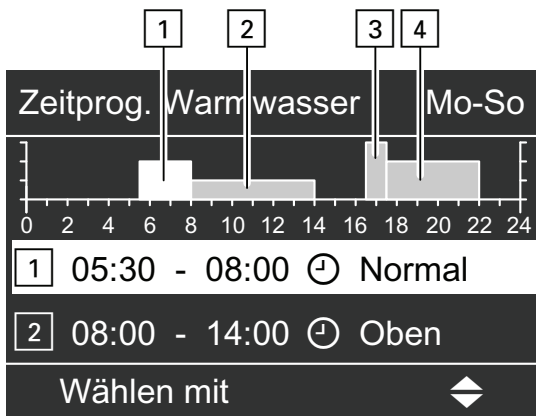 1 2 3 4
Zeitprog. Warmwasser Mo-So
0 2 4 6 8 10 12 14 16 18 20 22 24
1 05:30 - 08:00 Normal
2 08:00 - 14:00 Oben
Wählen mit